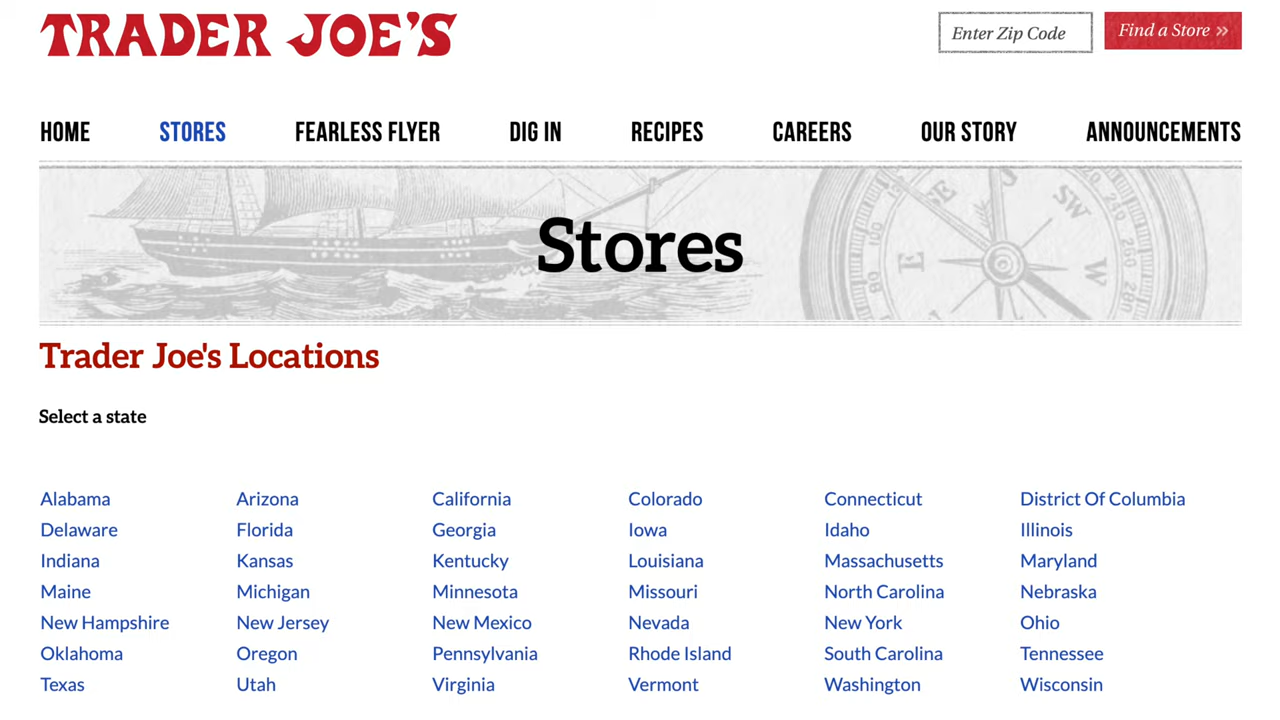 TRADER JOE'S
Enter Zip Code
Find a Store »
HOME STORES FEARLESS FLYER DIG IN RECIPES CAREERS OUR STORY ANNOUNCEMENTS
Stores
Trader Joe's Locations
Select a state
Alabama Arizona California Colorado Connecticut District Of Columbia
Delaware Florida Georgia Iowa Idaho Illinois
Indiana Kansas Kentucky Louisiana Massachusetts Maryland
Maine Michigan Minnesota Missouri North Carolina Nebraska
New Hampshire New Jersey New Mexico Nevada New York Ohio
Oklahoma Oregon Pennsylvania Rhode Island South Carolina Tennessee
Texas Utah Virginia Vermont Washington Wisconsin